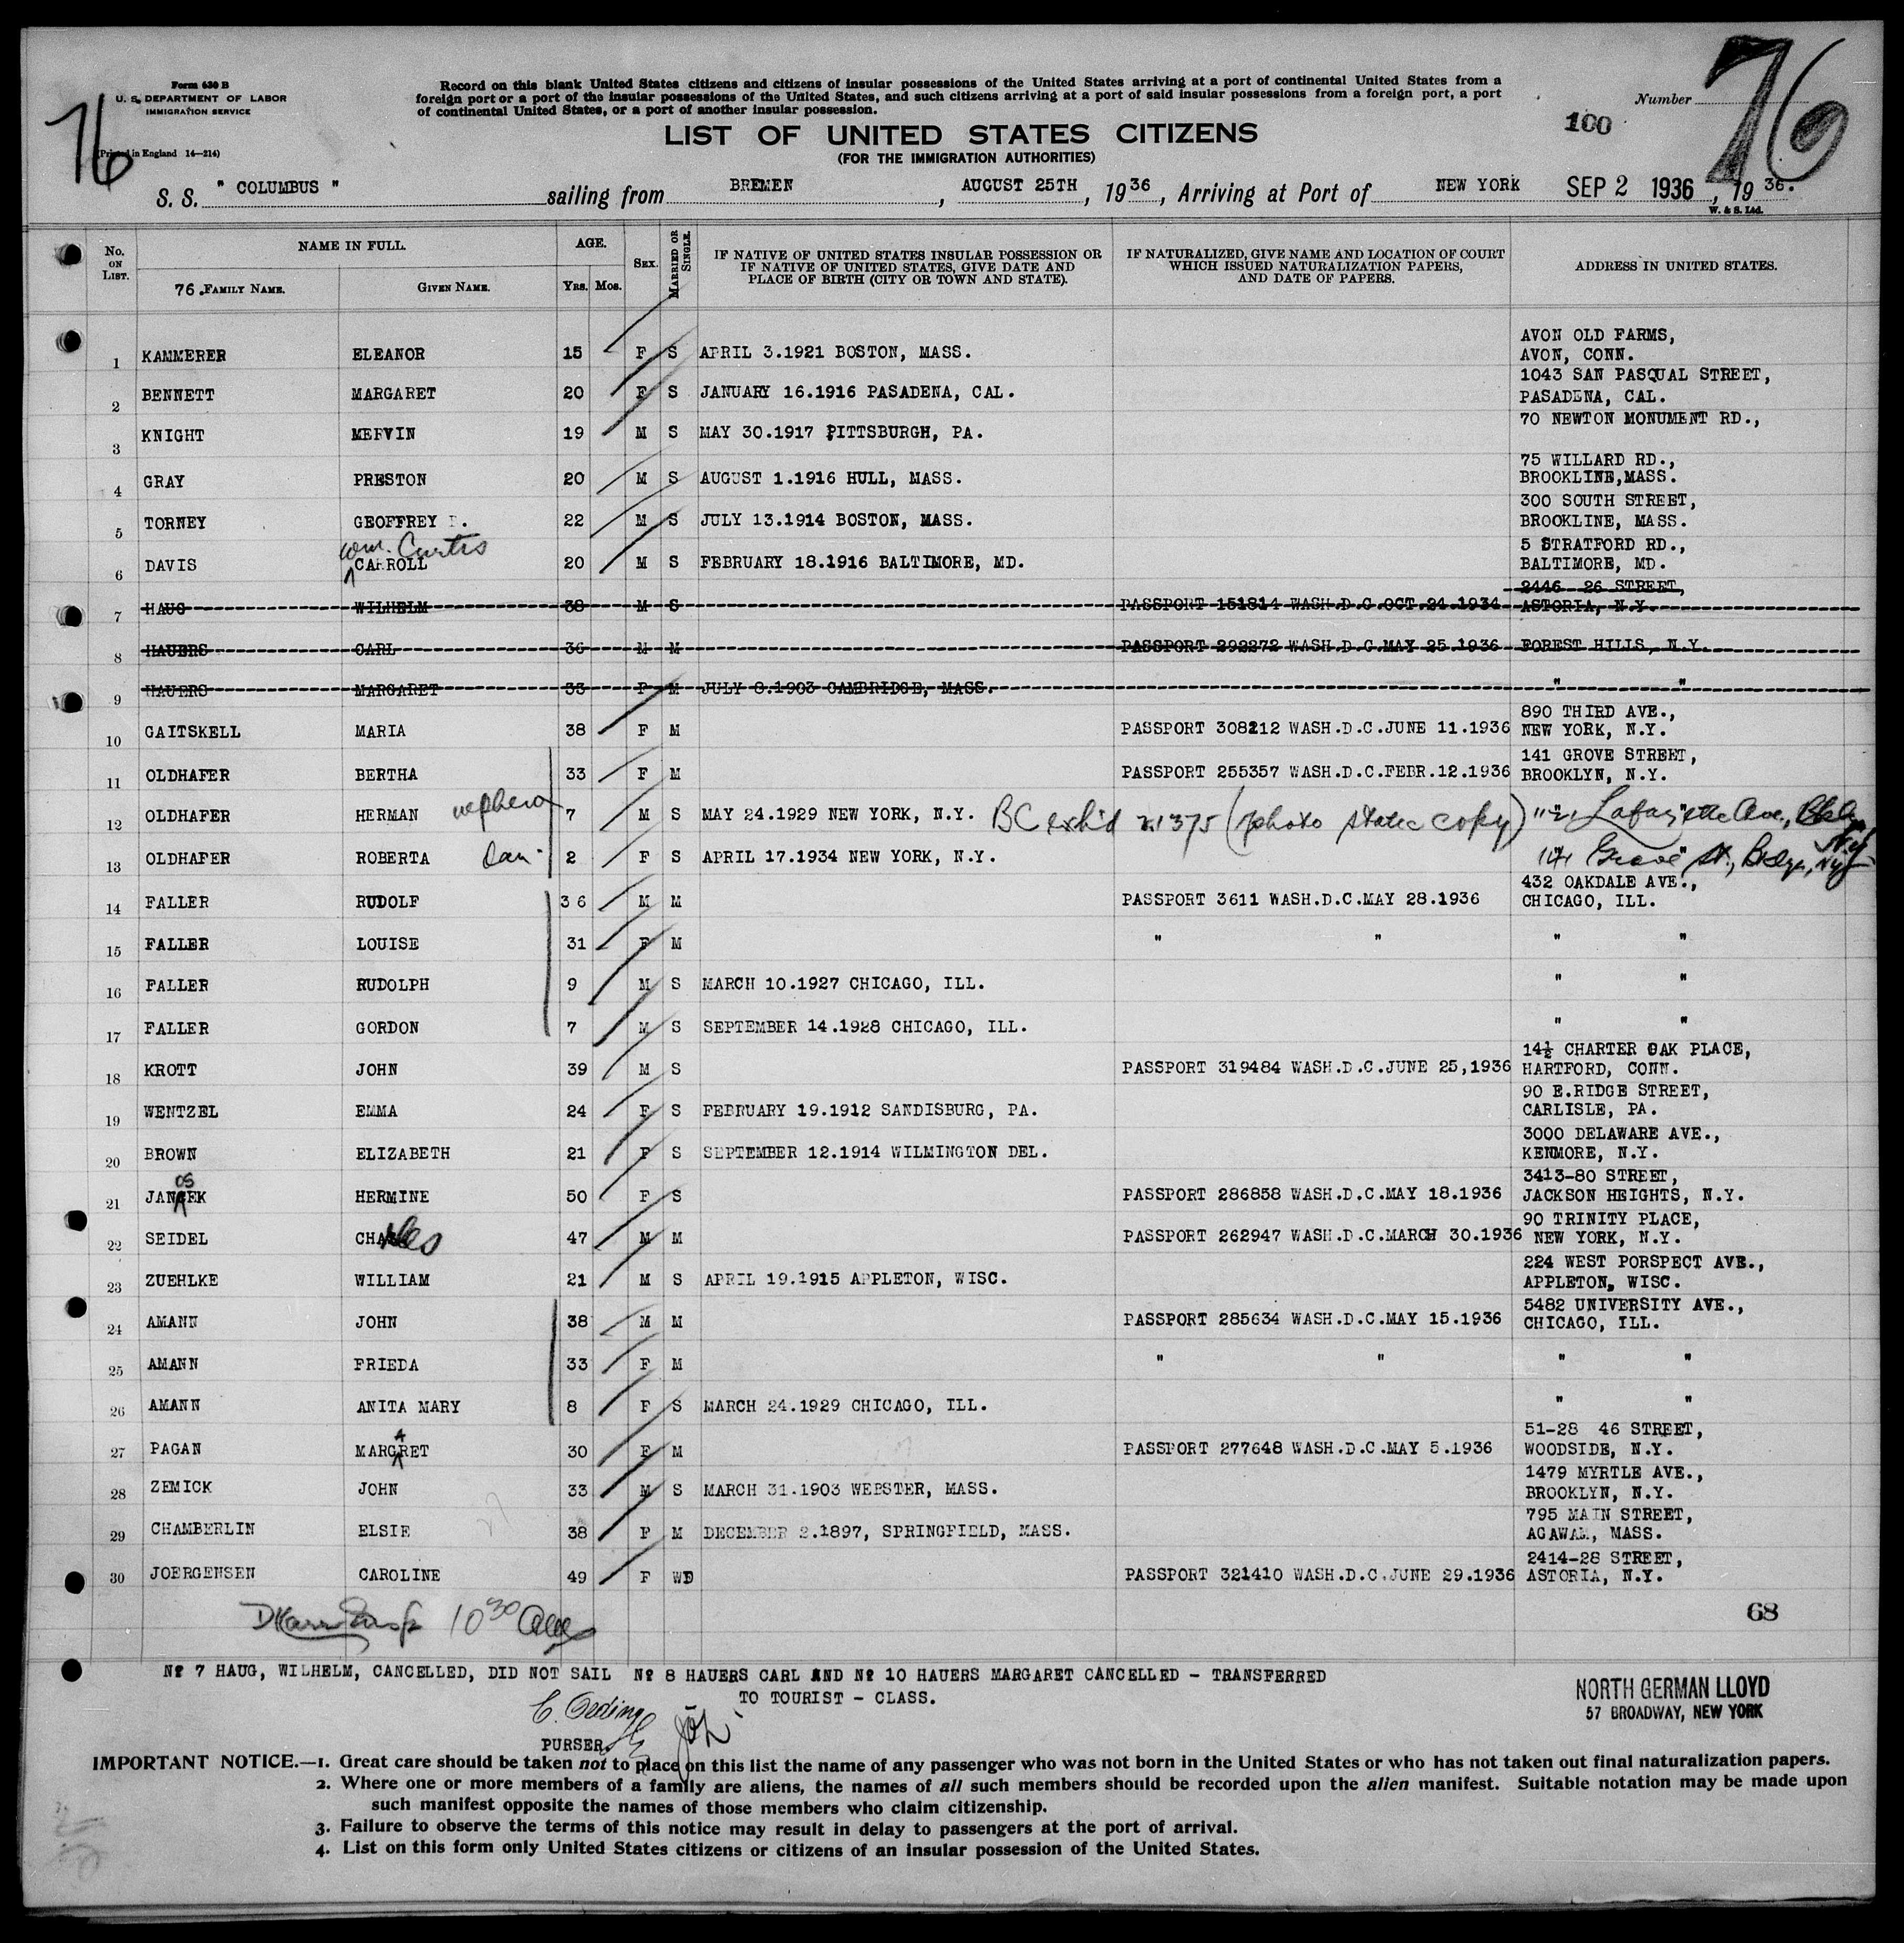 Form 630 B
U. S. DEPARTMENT OF LABOR
IMMIGRATION SERVICE
(Printed in England 14—214)
76
Record on this blank United States citizens and citizens of insular possessions of the United States arriving at a port of continental United States from a
foreign port or a port of the insular possessions of the United States, and such citizens arriving at a port of said insular possessions from a foreign port, a port
of continental United States, or a port of another insular possession.
Number 76
100
LIST OF UNITED STATES CITIZENS
(FOR THE IMMIGRATION AUTHORITIES)
S. S. " COLUMBUS " sailing from BREMEN, AUGUST 25TH, 1936, Arriving at Port of NEW YORK SEP 2 1936, 1936.
W. & S. Ltd.
No. ON LIST. NAME IN FULL. AGE. SEX. MARRIED OR SINGLE. IF NATIVE OF UNITED STATES INSULAR POSSESSION OR IF NATIVE OF UNITED STATES, GIVE DATE AND PLACE OF BIRTH (CITY OR TOWN AND STATE). IF NATURALIZED, GIVE NAME AND LOCATION OF COURT WHICH ISSUED NATURALIZATION PAPERS, AND DATE OF PAPERS. ADDRESS IN UNITED STATES.
76. FAMILY NAME. GIVEN NAME. YRS. MOS.
1 KAMMERER ELEANOR 15 F S APRIL 3.1921 BOSTON, MASS. AVON OLD FARMS, AVON, CONN.
2 BENNETT MARGARET 20 F S JANUARY 16.1916 PASADENA, CAL. 1043 SAN PASQUAL STREET, PASADENA, CAL.
3 KNIGHT MERVIN 19 M S MAY 30.1917 PITTSBURGH, PA. 70 NEWTON MONUMENT RD.,
4 GRAY PRESTON 20 M S AUGUST 1.1916 HULL, MASS. 75 WILLARD RD., BROOKLINE,MASS.
5 TORNEY GEOFFREY 22 M S JULY 13.1914 BOSTON, MASS. 300 SOUTH STREET, BROOKLINE, MASS.
6 DAVIS wm. Curtis CARROLL 20 M S FEBRUARY 18.1916 BALTIMORE, MD. 5 STRATFORD RD., BALTIMORE, MD.
7 HAUG WILHELM 38 M S PASSPORT 151814 WASH.D.C.OCT.24.1934 2446 26 STREET, ASTORIA, N.Y.
8 HAUERS CARL 36 M M PASSPORT 292272 WASH.D.C.MAY 25.1936 FOREST HILLS, N.Y.
9 HAUERS MARGARET 33 F M JULY 8.1903 CAMBRIDGE, MASS. " "
10 GAITSKELL MARIA 38 F M PASSPORT 308212 WASH.D.C.JUNE 11.1936 890 THIRD AVE., NEW YORK, N.Y.
11 OLDHAFER BERTHA 33 F M PASSPORT 255357 WASH.D.C.FEBR.12.1936 141 GROVE STREET, BROOKLYN, N.Y.
12 OLDHAFER HERMAN nephew 7 M S MAY 24.1929 NEW YORK, N.Y. BC exhid 21375 (photo static copy) " " Lafayette Ave., N.Y.
13 OLDHAFER ROBERTA Dau. 2 F S APRIL 17.1934 NEW YORK, N.Y. 141 Grove St., N.Y.
14 FALLER RUDOLF 36 M M PASSPORT 3611 WASH.D.C.MAY 28.1936 432 OAKDALE AVE., CHICAGO, ILL.
15 FALLER LOUISE 31 F M " " " "
16 FALLER RUDOLPH 9 M S MARCH 10.1927 CHICAGO, ILL. " "
17 FALLER GORDON 7 M S SEPTEMBER 14.1928 CHICAGO, ILL. " "
18 KROTT JOHN 39 M S PASSPORT 319484 WASH.D.C.JUNE 25,1936 14½ CHARTER OAK PLACE, HARTFORD, CONN.
19 WENTZEL EMMA 24 F S FEBRUARY 19.1912 SANDISBURG, PA. 90 E.RIDGE STREET, CARLISLE, PA.
20 BROWN ELIZABETH 21 F S SEPTEMBER 12.1914 WILMINGTON DEL. 3000 DELAWARE AVE., KENMORE, N.Y.
21 JANOSEK HERMINE 50 F S PASSPORT 286858 WASH.D.C.MAY 18.1936 3413-80 STREET, JACKSON HEIGHTS, N.Y.
22 SEIDEL CHARLES 47 M M PASSPORT 262947 WASH.D.C.MARCH 30.1936 90 TRINITY PLACE, NEW YORK, N.Y.
23 ZUEHLKE WILLIAM 21 M S APRIL 19.1915 APPLETON, WISC. 224 WEST PORSPECT AVE., APPLETON, WISC.
24 AMANN JOHN 38 M M PASSPORT 285634 WASH.D.C.MAY 15.1936 5482 UNIVERSITY AVE., CHICAGO, ILL.
25 AMANN FRIEDA 33 F M " " " "
26 AMANN ANITA MARY 8 F S MARCH 24.1929 CHICAGO, ILL. " "
27 PAGAN MARGARET 30 F M PASSPORT 277648 WASH.D.C.MAY 5.1936 51-28 46 STREET, WOODSIDE, N.Y.
28 ZEMICK JOHN 33 M S MARCH 31.1903 WEBSTER, MASS. 1479 MYRTLE AVE., BROOKLYN, N.Y.
29 CHAMBERLIN ELSIE 38 F M DECEMBER 2.1897, SPRINGFIELD, MASS. 795 MAIN STREET, AGAWAM, MASS.
30 JOERGENSEN CAROLINE 49 F WD PASSPORT 321410 WASH.D.C.JUNE 29.1936 2414-28 STREET, ASTORIA, N.Y.
10 30
68
Nº 7 HAUG, WILHELM, CANCELLED, DID NOT SAIL Nº 8 HAUERS CARL AND Nº 10 HAUERS MARGARET CANCELLED - TRANSFERRED
TO TOURIST - CLASS.
PURSER.
NORTH GERMAN LLOYD
57 BROADWAY, NEW YORK
IMPORTANT NOTICE.—1. Great care should be taken not to place on this list the name of any passenger who was not born in the United States or who has not taken out final naturalization papers.
2. Where one or more members of a family are aliens, the names of all such members should be recorded upon the alien manifest. Suitable notation may be made upon
such manifest opposite the names of those members who claim citizenship.
3. Failure to observe the terms of this notice may result in delay to passengers at the port of arrival.
4. List on this form only United States citizens or citizens of an insular possession of the United States.